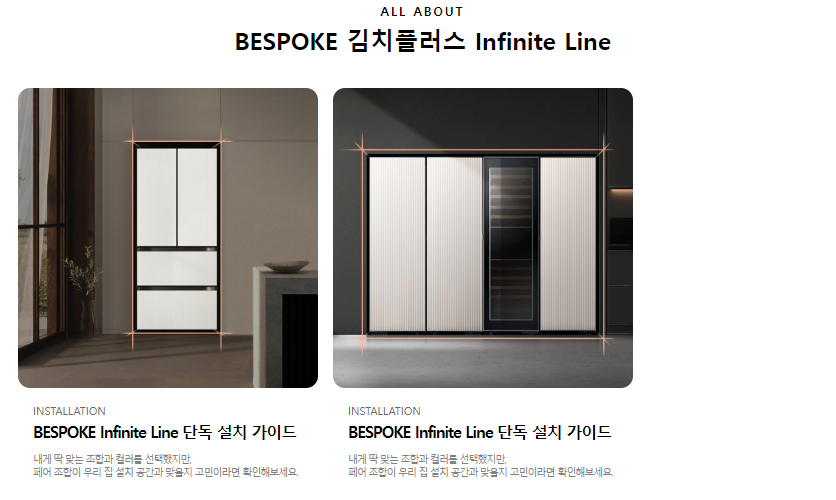 ALL ABOUT
BESPOKE 김치플러스 Infinite Line
INSTALLATION
BESPOKE Infinite Line 단독 설치 가이드
내게 딱 맞는 조합과 컬러를 선택했지만,
페어 조합이 우리 집 설치 공간과 맞을지 고민이라면 확인해보세요.
INSTALLATION
BESPOKE Infinite Line 단독 설치 가이드
내게 딱 맞는 조합과 컬러를 선택했지만,
페어 조합이 우리 집 설치 공간과 맞을지 고민이라면 확인해보세요.